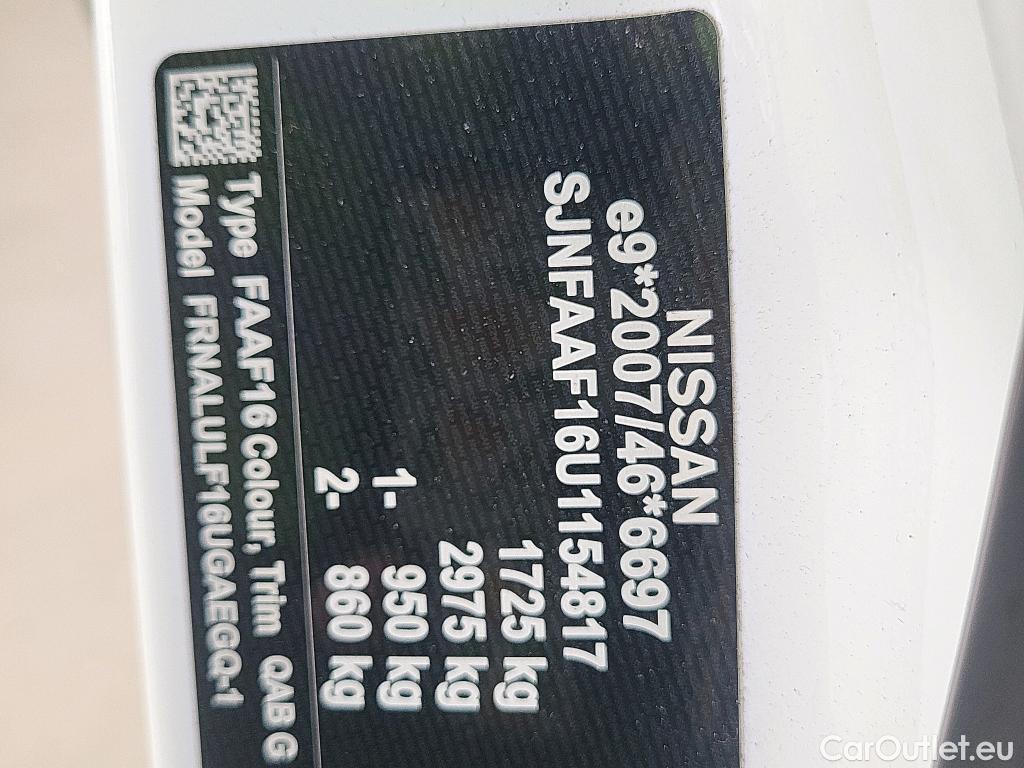 NISSAN
e9*2007/46*6697
SJNFAAF16U1154817
1725 kg
2975 kg
1- 950 kg
2- 860 kg
Type FAAF16 Colour, Trim QAB G
Model FRNALULF16UGAEGQ-1
CarOutlet.eu